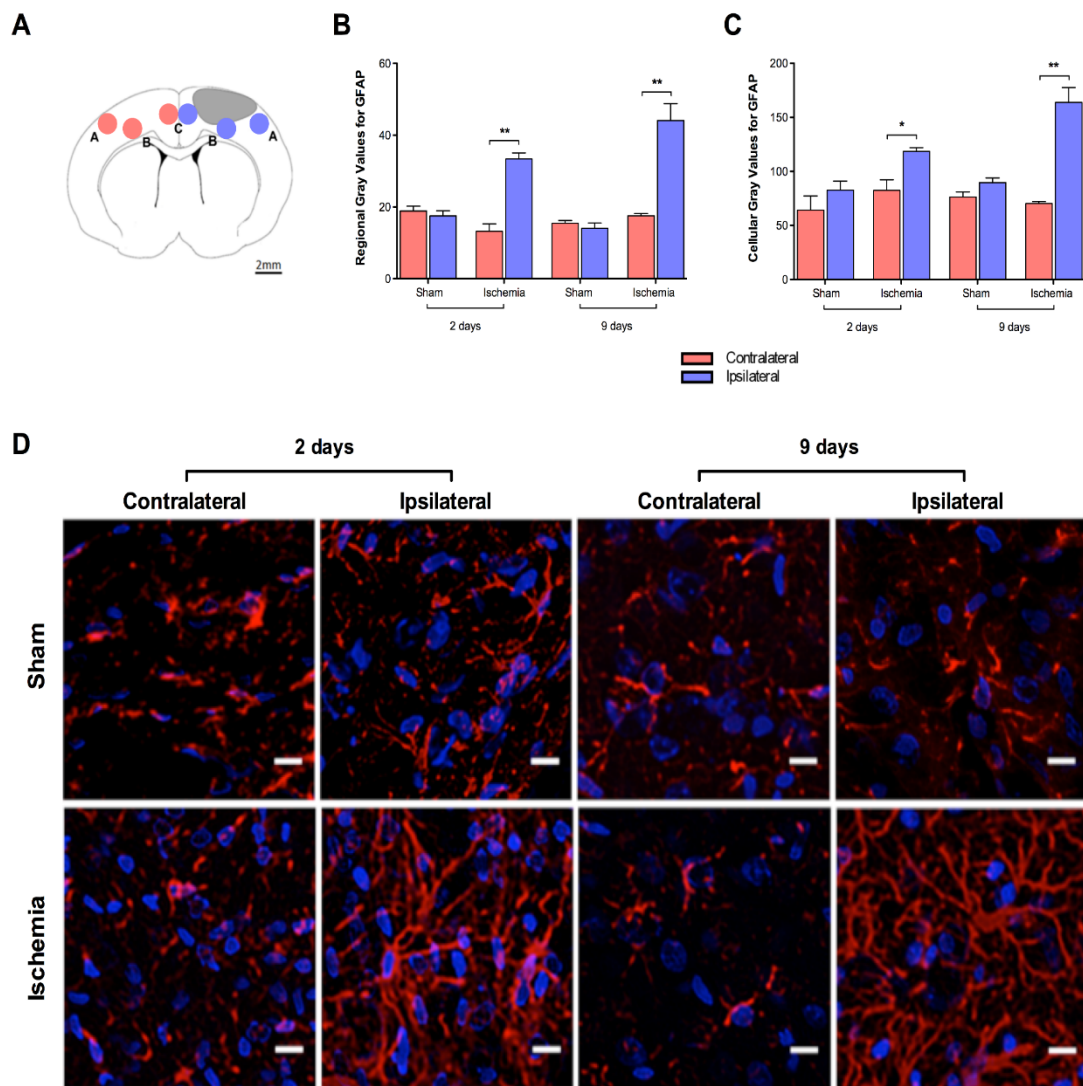 A
A
B
C
B
A
2mm
B
Regional Gray Values for GFAP
60
40
20
0
**
**
Sham
Ischemia
Sham
Ischemia
2 days
9 days
C
Cellular Gray Values for GFAP
200
150
100
50
0
*
**
Sham
Ischemia
Sham
Ischemia
2 days
9 days
Contralateral
Ipsilateral
D
2 days
9 days
Contralateral
Ipsilateral
Contralateral
Ipsilateral
Sham
Ischemia